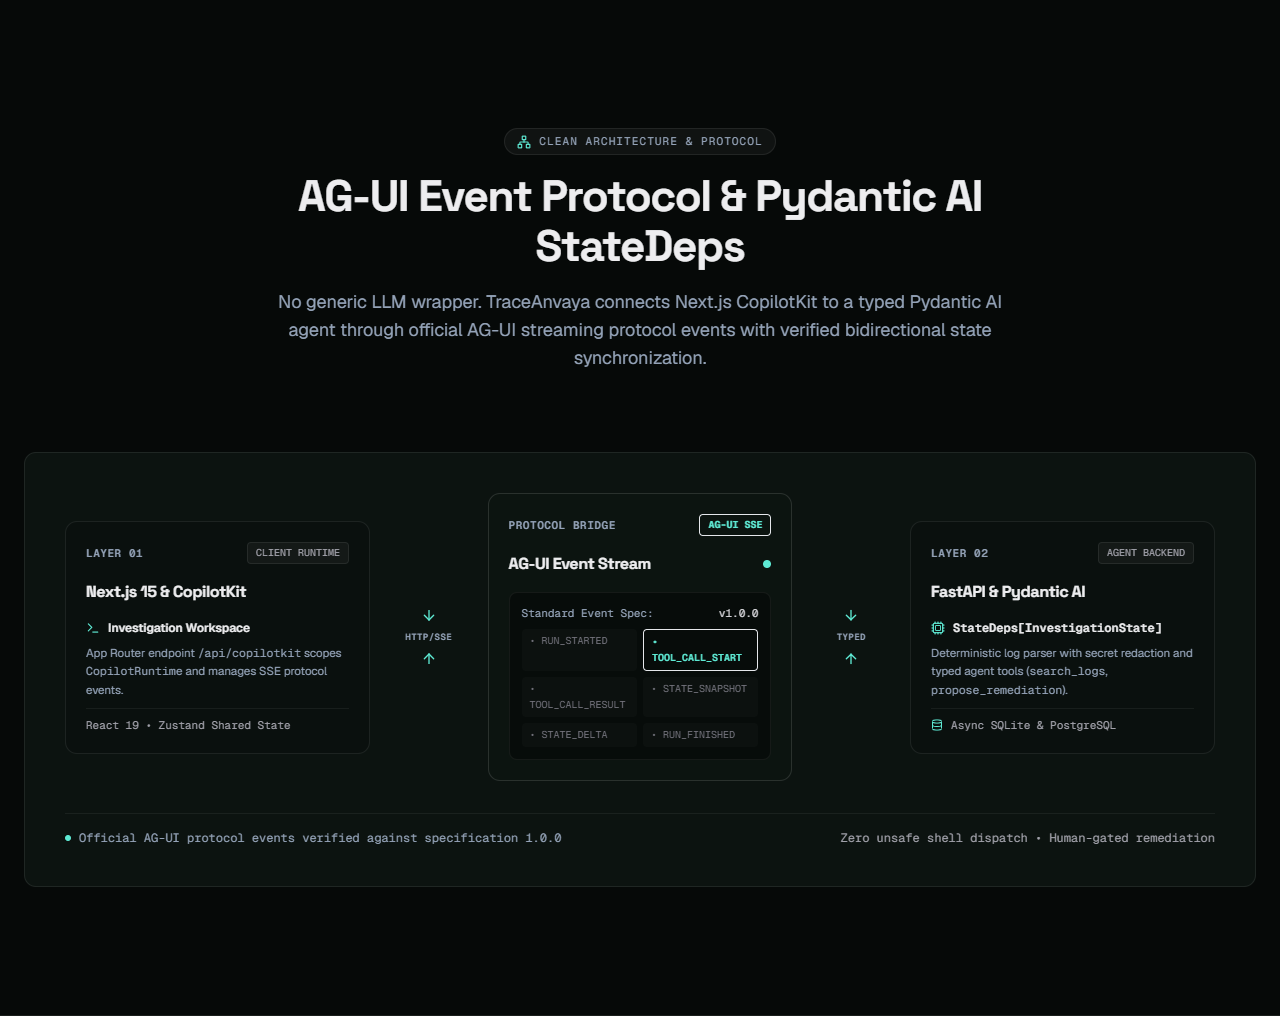 CLEAN ARCHITECTURE & PROTOCOL
AG-UI Event Protocol & Pydantic AI
StateDeps
No generic LLM wrapper. TraceAnvaya connects Next.js CopilotKit to a typed Pydantic AI
agent through official AG-UI streaming protocol events with verified bidirectional state
synchronization.
LAYER 01
CLIENT RUNTIME
Next.js 15 & CopilotKit
Investigation Workspace
App Router endpoint /api/copilotkit scopes
CopilotRuntime and manages SSE protocol
events.
React 19 • Zustand Shared State
HTTP/SSE
PROTOCOL BRIDGE
AG-UI SSE
AG-UI Event Stream
Standard Event Spec:
v1.0.0
• RUN_STARTED
•
TOOL_CALL_START
•
TOOL_CALL_RESULT
• STATE_SNAPSHOT
• STATE_DELTA
• RUN_FINISHED
TYPED
LAYER 02
AGENT BACKEND
FastAPI & Pydantic AI
StateDeps[InvestigationState]
Deterministic log parser with secret redaction and
typed agent tools (search_logs,
propose_remediation).
Async SQLite & PostgreSQL
Official AG-UI protocol events verified against specification 1.0.0
Zero unsafe shell dispatch • Human-gated remediation